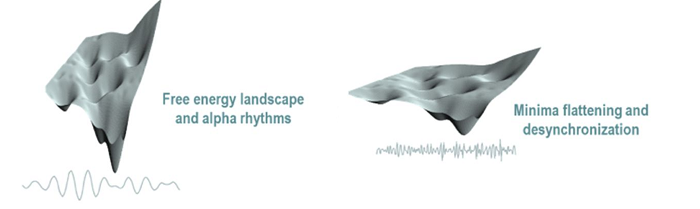 Free energy landscape
and alpha rhythms
Minima flattening and
desynchronization